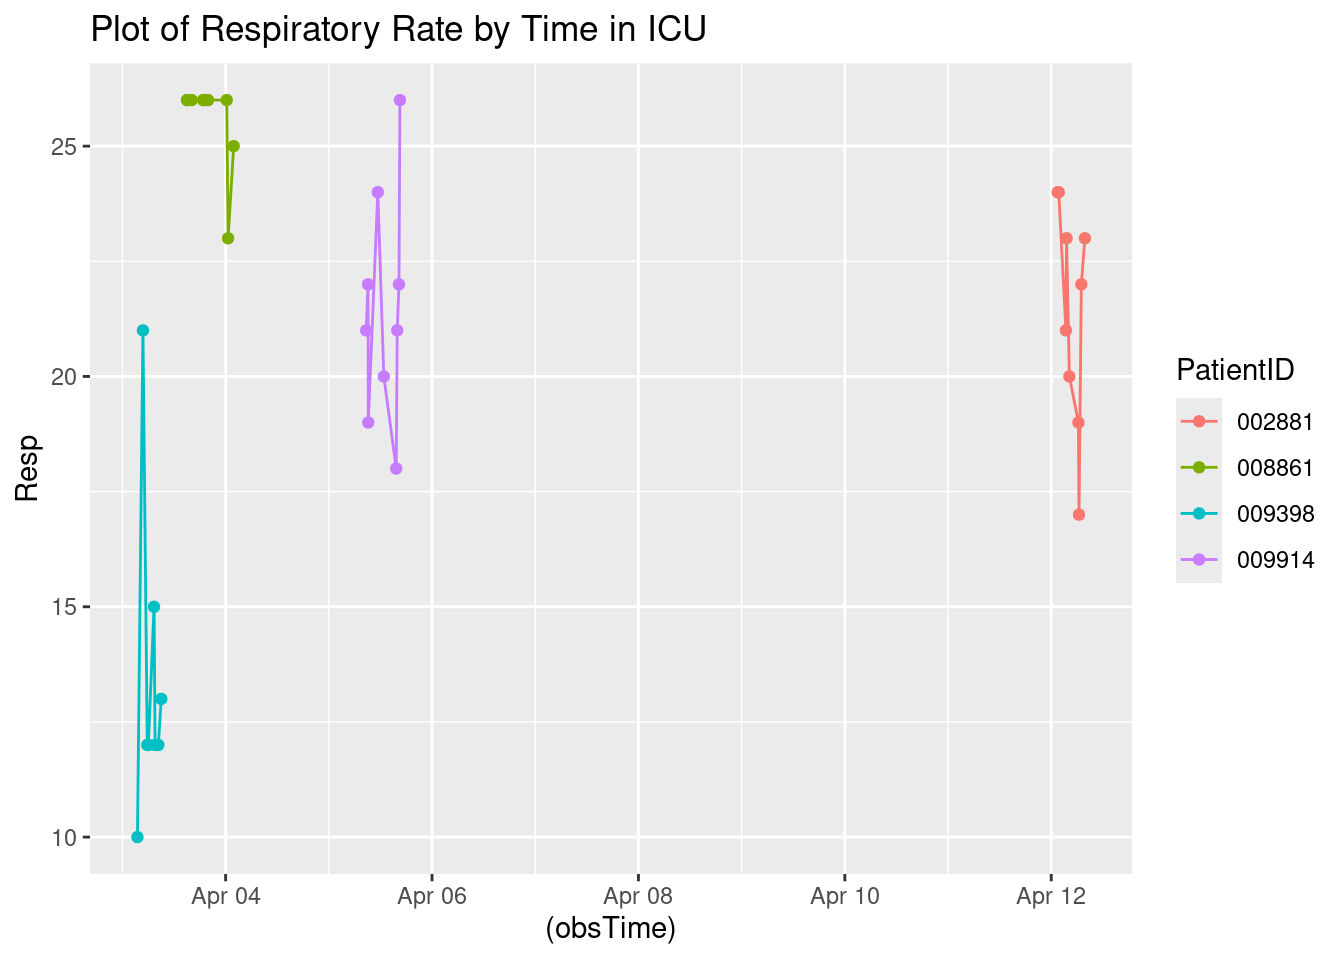 Plot of Respiratory Rate by Time in ICU
25
20
15
10
Resp
Apr 04
Apr 06
Apr 08
Apr 10
Apr 12
(obsTime)
PatientID
002881
008861
009398
009914